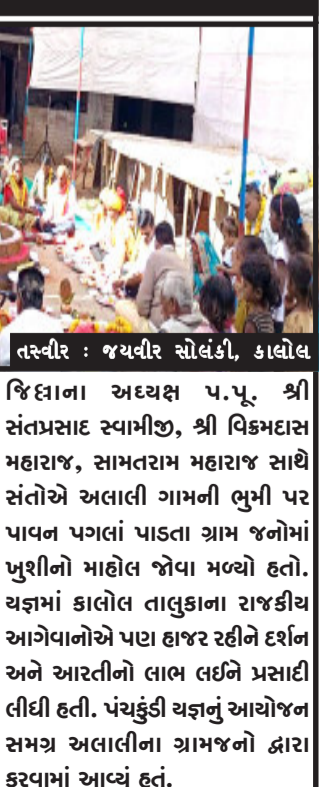 તસ્વીર : જયવીર સોલંકી, કાલોલ
જિલ્લાના અધ્યક્ષ પ.પૂ. શ્રી
સંતપ્રસાદ સ્વામીજી, શ્રી વિક્રમદાસ
મહારાજ, સામતરામ મહારાજ સાથે
સંતોએ અલાલી ગામની ભુમી પર
પાવન પગલાં પાડતા ગ્રામ જનોમાં
ખુશીનો માહોલ જોવા મળ્યો હતો.
યજ્ઞમાં કાલોલ તાલુકાના રાજકીય
આગેવાનોએ પણ હાજર રહીને દર્શન
અને આરતીનો લાભ લઈને પ્રસાદી
લીધી હતી. પંચકુંડી યજ્ઞનું આયોજન
સમગ્ર અલાલીના ગ્રામજનો દ્વારા
કરવામાં આવ્યું હતું.